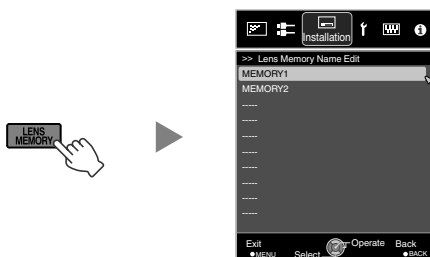 LENS
MEMORY
Installation
>> Lens Memory Name Edit
MEMORY1
MEMORY2
-----
-----
-----
-----
-----
-----
-----
-----
Exit
●MENU
Select
Operate
Back
●BACK